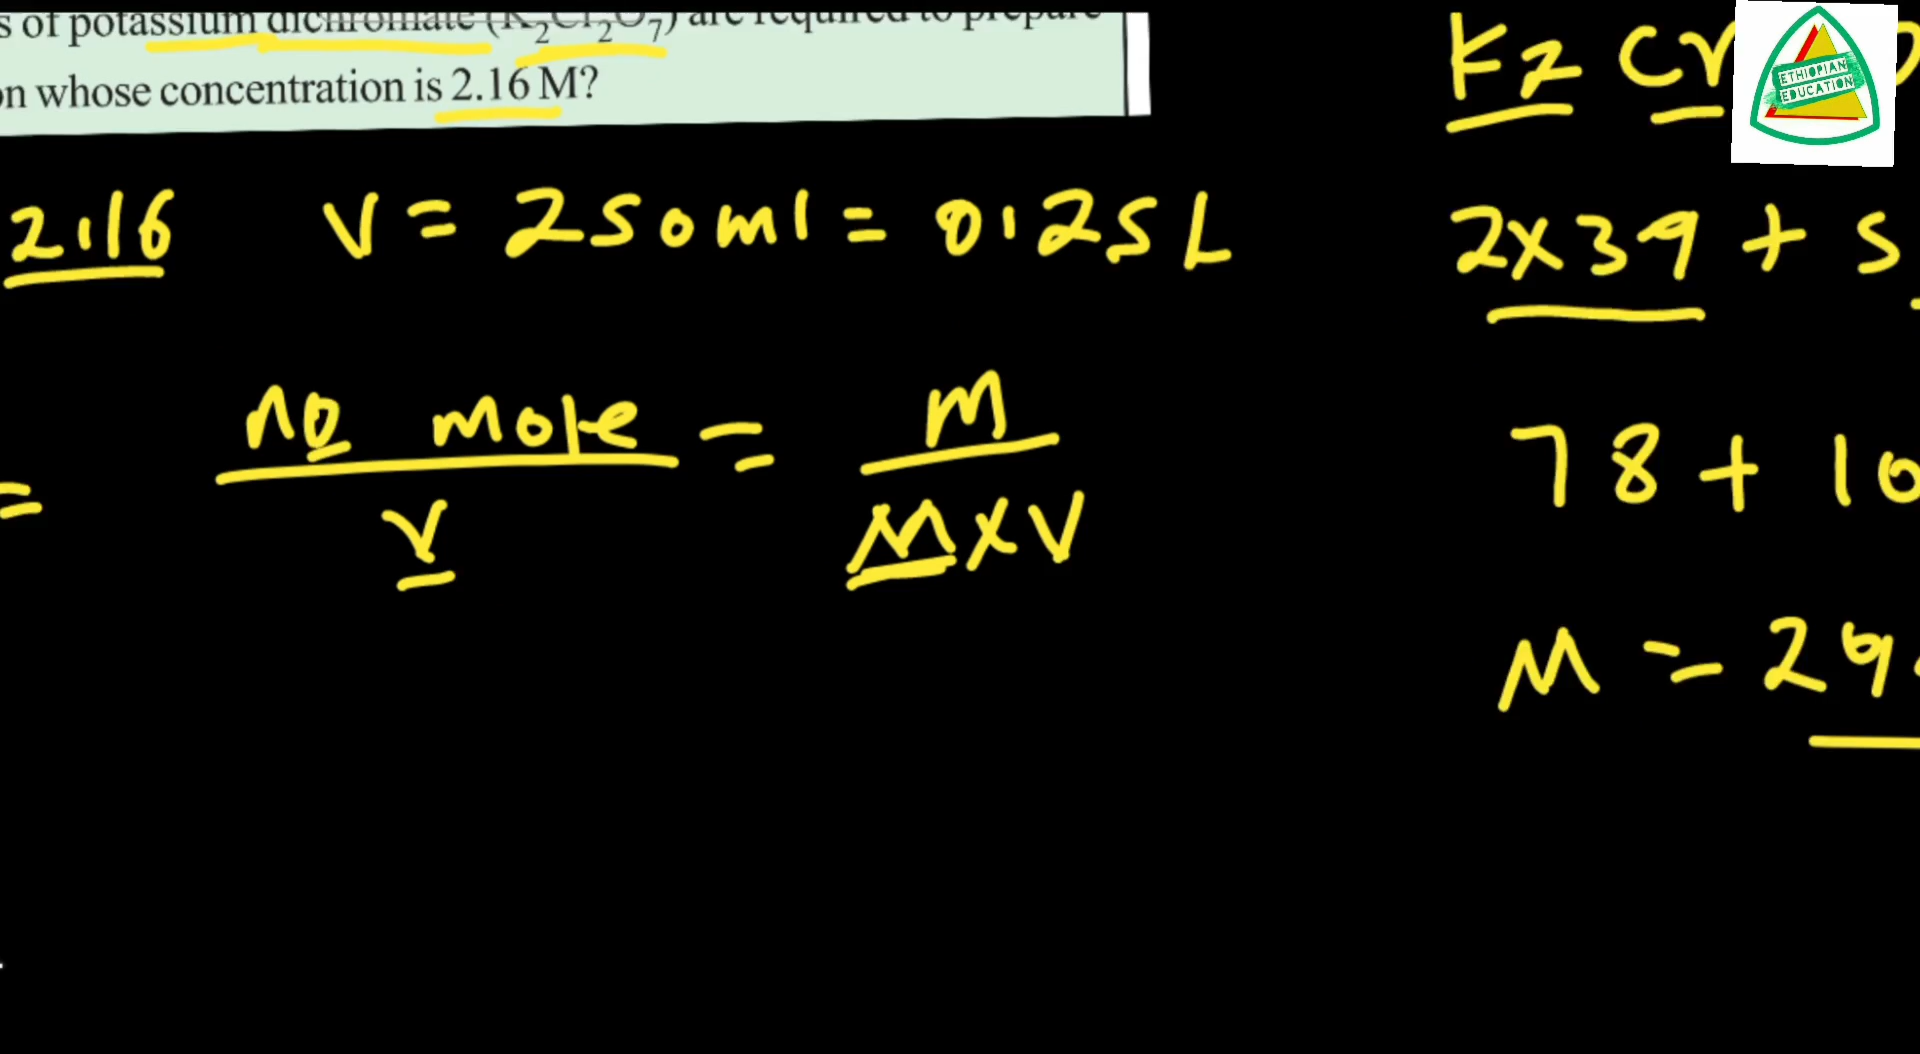 s of potassium dichromate (K₂Cr₂O₇) are required to prepare
on whose concentration is 2.16 M?
K2 Cr
ETHIOPIAN
EDUCATION
2.16 V = 250ml = 0.25L
2x39 + 5
= no mole / V = m / M x V
78 + 10
M = 29